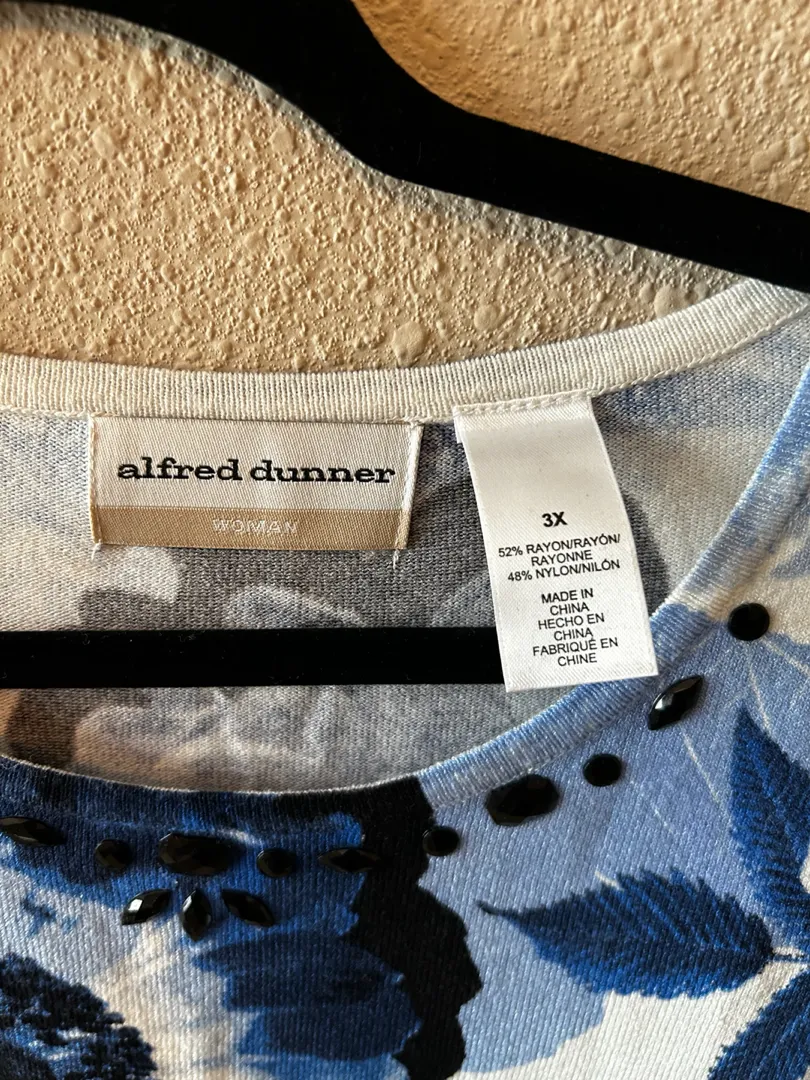 alfred dunner
WOMAN
3X
52% RAYON/RAYÓN/
RAYONNE
48% NYLON/NILÓN
MADE IN
CHINA
HECHO EN
CHINA
FABRIQUÉ EN
CHINE